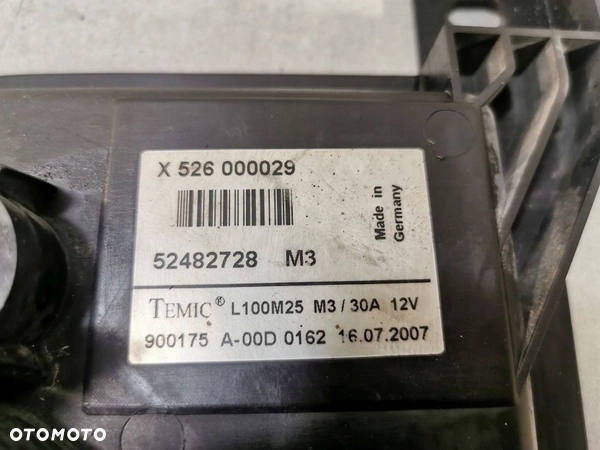 X 526 000029
Made in
Germany
52482728 M3
TEMIC® L100M25 M3 / 30A 12V
900175 A-00D 0162 16.07.2007
OTOMOTO